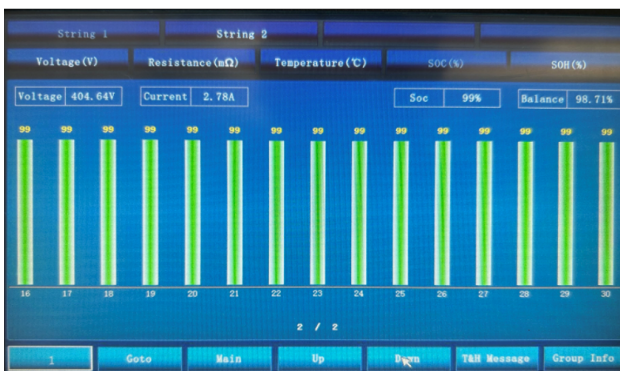 String 1 String 2
Voltage(V) Resistance(mΩ) Temperature(℃) SOC(%) SOH(%)
Voltage 404.64V Current 2.78A Soc 99% Balance 98.71%
99 99 99 99 99 99 99 99 99 99 99 99 99 99 99
16 17 18 19 20 21 22 23 24 25 26 27 28 29 30
2 / 2
1 Goto Main Up Down T&H Message Group Info